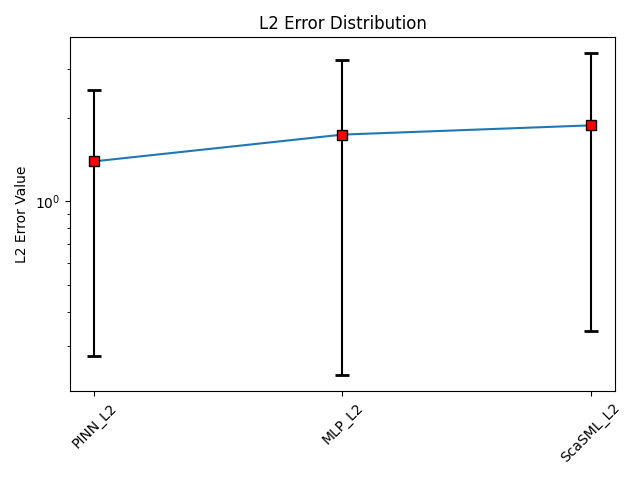 L2 Error Distribution
L2 Error Value
10⁰
PINN_L2
MLP_L2
ScaSML_L2